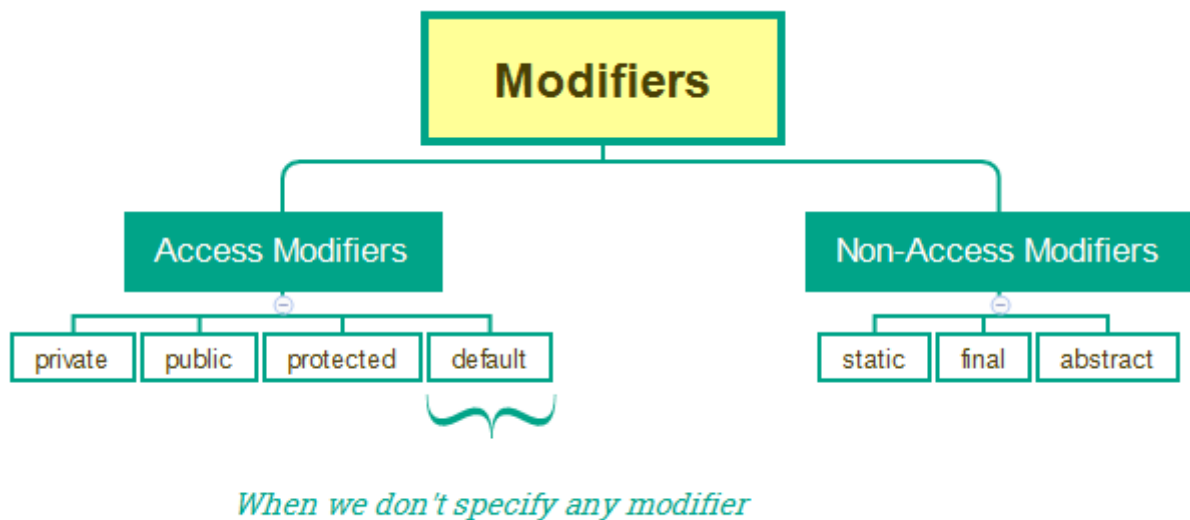 Modifiers
Access Modifiers
Non-Access Modifiers
private
public
protected
default
static
final
abstract
When we don't specify any modifier